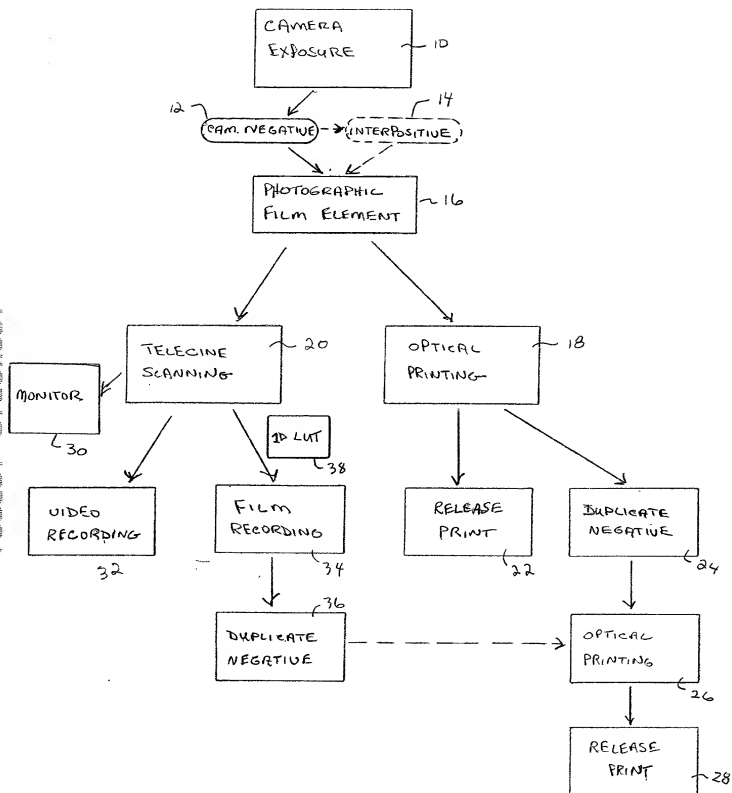 CAMERA
EXPOSURE
10
12
14
CAM. NEGATIVE
INTERPOSITIVE
PHOTOGRAPHIC
FILM ELEMENT
16
TELECINE
SCANNING
20
OPTICAL
PRINTING
18
MONITOR
30
1D LUT
38
VIDEO
RECORDING
32
FILM
RECORDING
34
RELEASE
PRINT
22
DUPLICATE
NEGATIVE
24
36
DUPLICATE
NEGATIVE
OPTICAL
PRINTING
26
RELEASE
PRINT
28